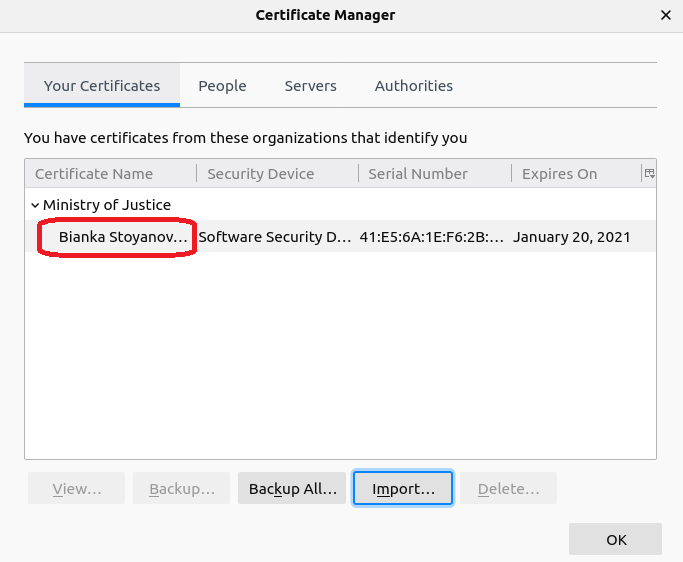 Certificate Manager
Your Certificates People Servers Authorities
You have certificates from these organizations that identify you
Certificate Name Security Device Serial Number Expires On
Ministry of Justice
Bianka Stoyanov... Software Security D... 41:E5:6A:1E:F6:2B:... January 20, 2021
View... Backup... Backup All... Import... Delete...
OK